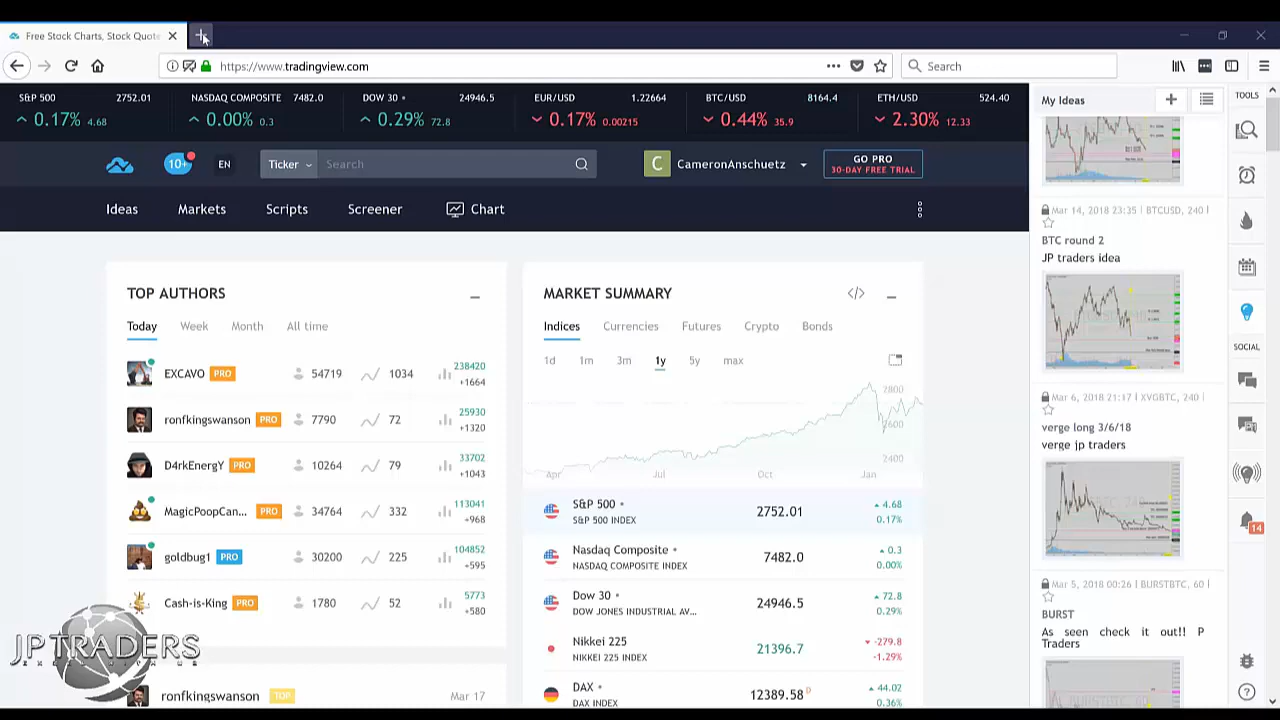 Free Stock Charts, Stock Quote
https://www.tradingview.com
Search
S&P 500 2752.01
0.17% 4.68
NASDAQ COMPOSITE 7482.0
0.00% 0.3
DOW 30 24946.5
0.29% 72.8
EUR/USD 1.22664
0.17% 0.00215
BTC/USD 8164.4
0.44% 35.9
ETH/USD 524.40
2.30% 12.33
10+
EN
Ticker
Search
C
CameronAnschuetz
GO PRO
30-DAY FREE TRIAL
Ideas
Markets
Scripts
Screener
Chart
TOP AUTHORS
Today Week Month All time
EXCAVO PRO 54719 1034 238420
+1664
ronfkingswanson PRO 7790 72 25930
+1320
D4rkEnergY PRO 10264 79 33702
+1043
MagicPoopCan... PRO 34764 332 113041
+968
goldbug1 PRO 30200 225 104852
+595
Cash-is-King PRO 1780 52 5773
+580
ronfkingswanson TOP Mar 17
JPTRADERS
MARKET SUMMARY
Indices Currencies Futures Crypto Bonds
1d 1m 3m 1y 5y max
2800
2600
2400
Apr Jul Oct Jan
S&P 500 2752.01 4.68
S&P 500 INDEX 0.17%
Nasdaq Composite 7482.0 0.3
NASDAQ COMPOSITE INDEX 0.00%
Dow 30 24946.5 72.8
DOW JONES INDUSTRIAL AV... 0.29%
Nikkei 225 21396.7 -279.8
NIKKEI 225 INDEX -1.29%
DAX 12389.58 D 44.02
DAX INDEX 0.36%
My Ideas
Mar 14, 2018 23:35 | BTCUSD, 240 |
BTC round 2
JP traders idea
Mar 6, 2018 21:17 | XVGBTC, 240 |
verge long 3/6/18
verge jp traders
Mar 5, 2018 00:26 | BURSTBTC, 60 |
BURST
As seen check it out!! P
Traders
TOOLS
SOCIAL
14